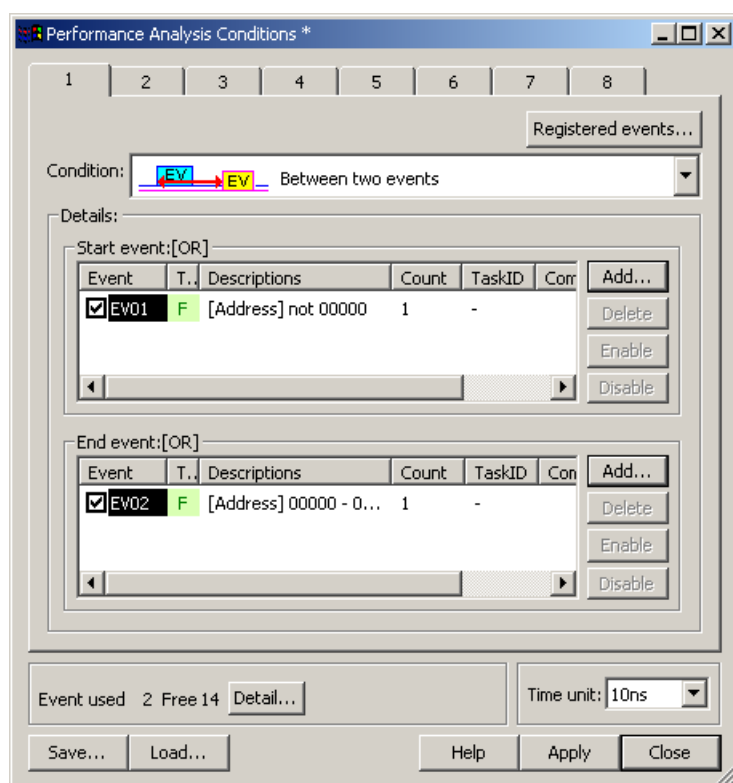 Performance Analysis Conditions *
1 2 3 4 5 6 7 8
Registered events...
Condition: EV EV Between two events
Details:
Start event:[OR]
Event T.. Descriptions Count TaskID Com Add...
EV01 F [Address] not 00000 1 - Delete
Enable
Disable
End event:[OR]
Event T.. Descriptions Count TaskID Con Add...
EV02 F [Address] 00000 - 0... 1 - Delete
Enable
Disable
Event used 2 Free 14 Detail... Time unit: 10ns
Save... Load... Help Apply Close